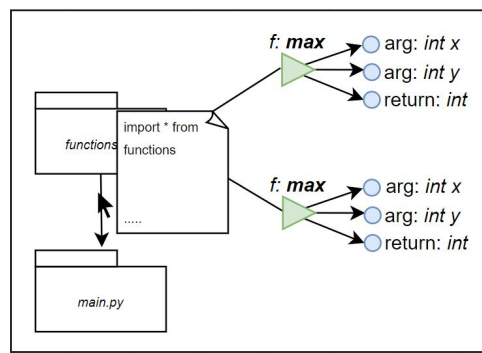 f: max
arg: int x
arg: int y
return: int
import * from
functions
.....
functions
main.py
f: max
arg: int x
arg: int y
return: int